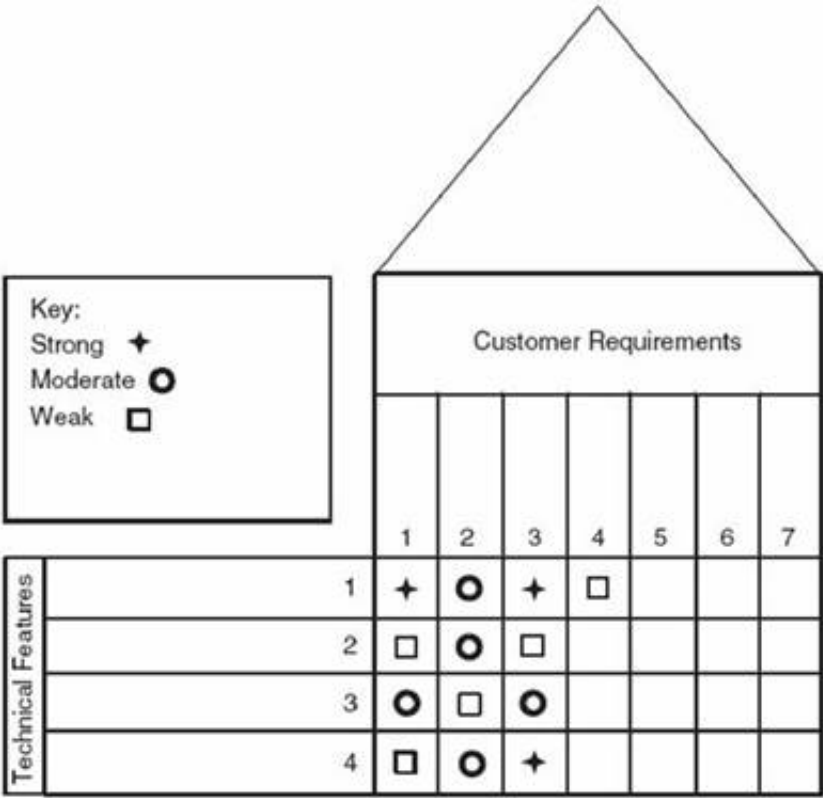 Key:
Strong
Moderate
Weak
Customer Requirements
1 2 3 4 5 6 7
Technical Features
1
2
3
4